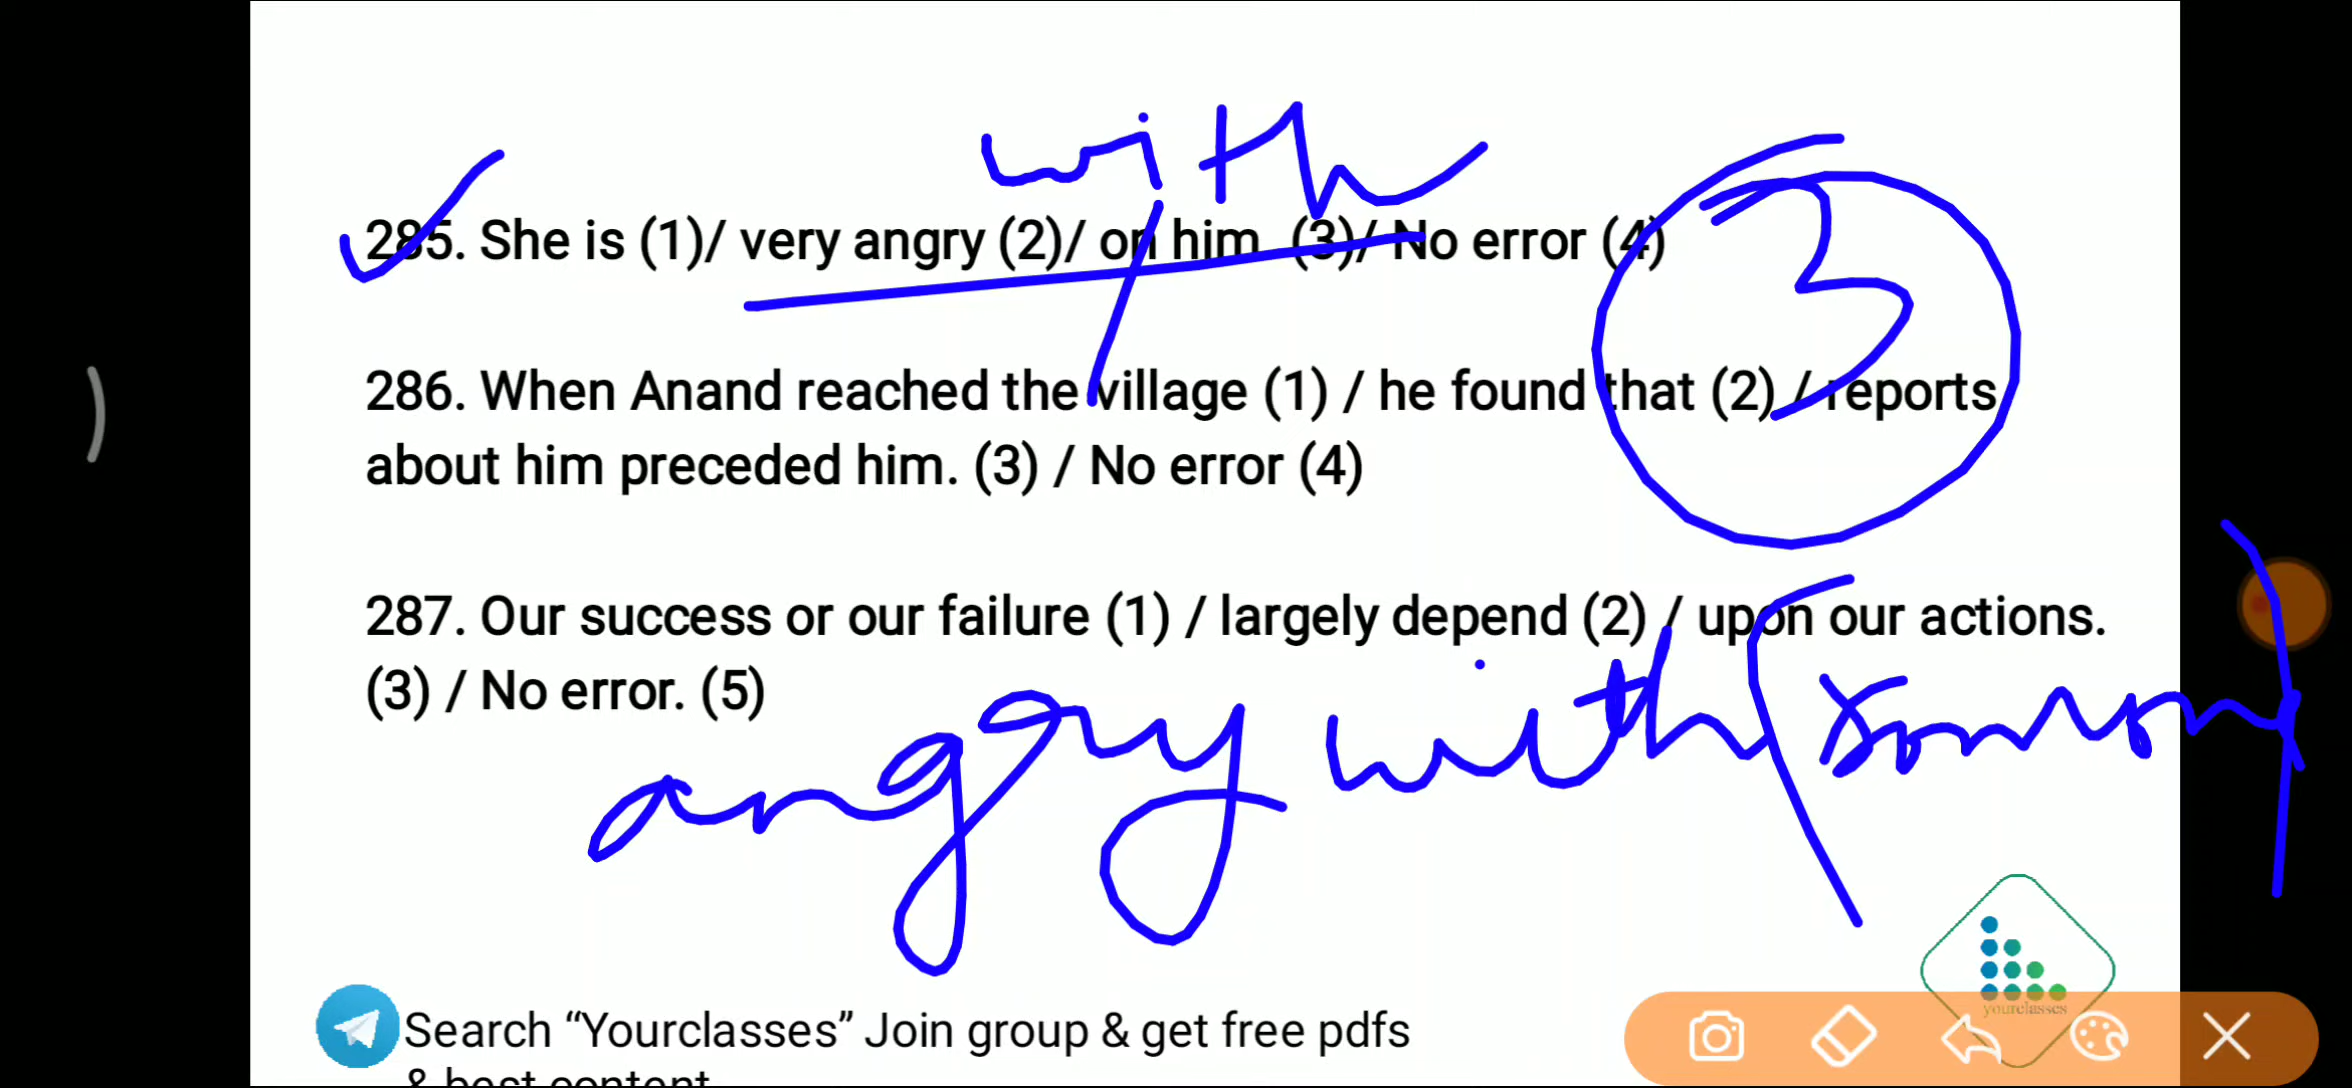 with
285. She is (1)/ very angry (2)/ on him (3)/ No error (4)
3
286. When Anand reached the village (1) / he found that (2) / reports
about him preceded him. (3) / No error (4)
287. Our success or our failure (1) / largely depend (2) / upon our actions.
(3) / No error. (5)
angry with
Search “Yourclasses” Join group & get free pdfs
& best content
yourclasses